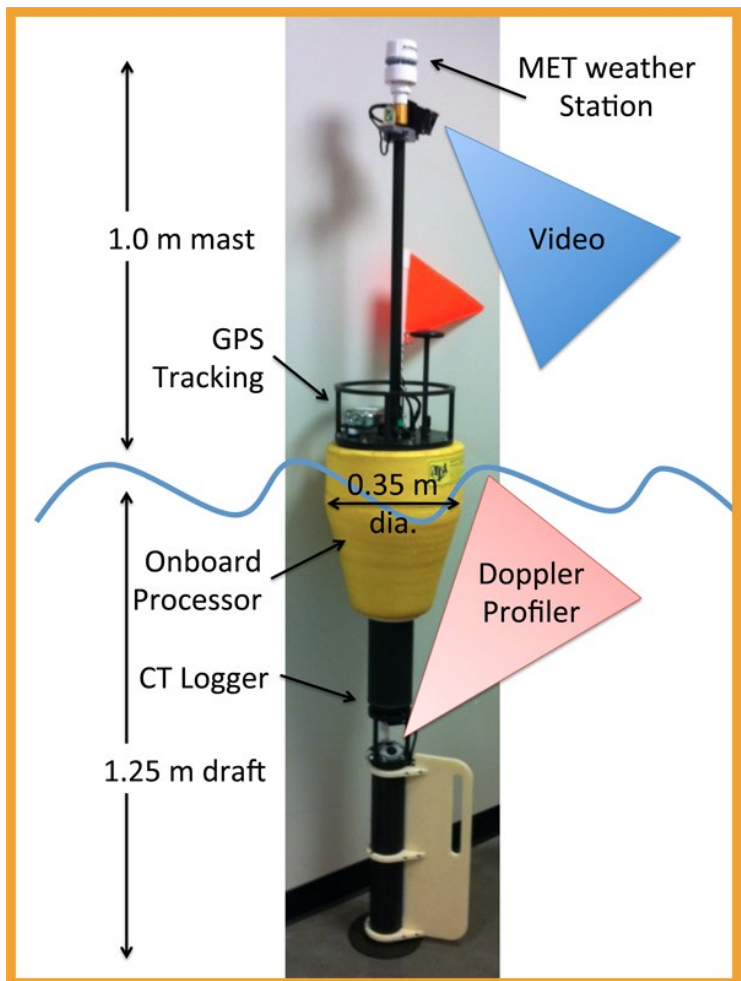 MET weather
Station
1.0 m mast
Video
GPS
Tracking
0.35 m
dia.
Onboard
Processor
Doppler
Profiler
CT Logger
1.25 m draft